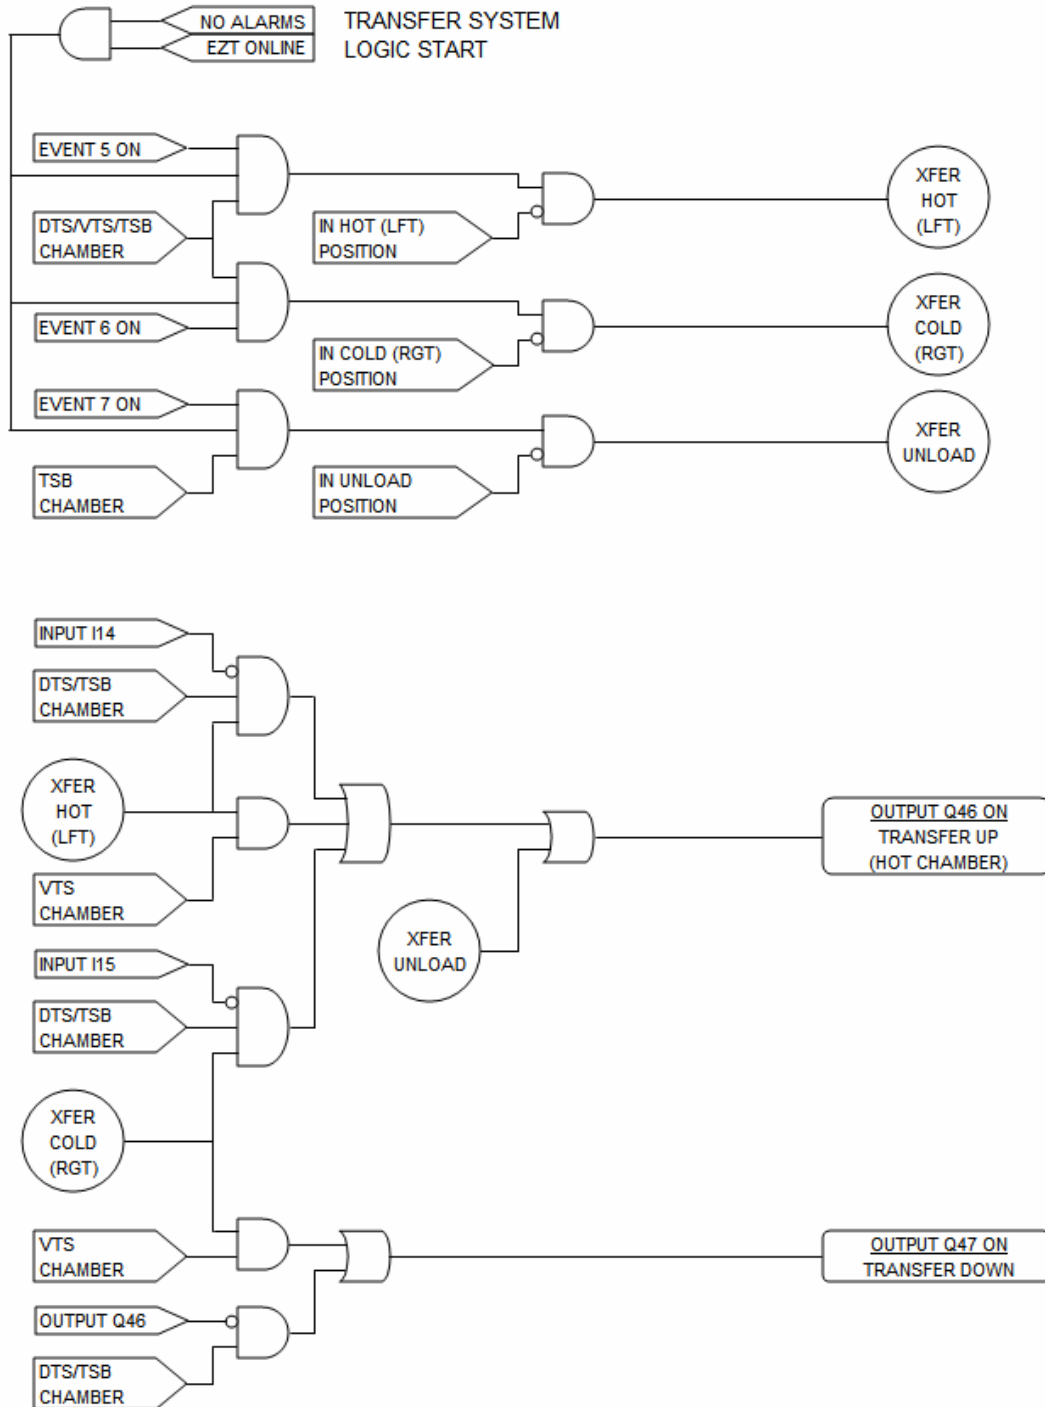 NO ALARMS
EZT ONLINE
TRANSFER SYSTEM
LOGIC START
EVENT 5 ON
DTS/VTS/TSB
CHAMBER
EVENT 6 ON
EVENT 7 ON
TSB
CHAMBER
IN HOT (LFT)
POSITION
IN COLD (RGT)
POSITION
IN UNLOAD
POSITION
XFER
HOT
(LFT)
XFER
COLD
(RGT)
XFER
UNLOAD
INPUT I14
DTS/TSB
CHAMBER
XFER
HOT
(LFT)
VTS
CHAMBER
INPUT I15
DTS/TSB
CHAMBER
XFER
COLD
(RGT)
VTS
CHAMBER
OUTPUT Q46
DTS/TSB
CHAMBER
XFER
UNLOAD
OUTPUT Q46 ON
TRANSFER UP
(HOT CHAMBER)
OUTPUT Q47 ON
TRANSFER DOWN